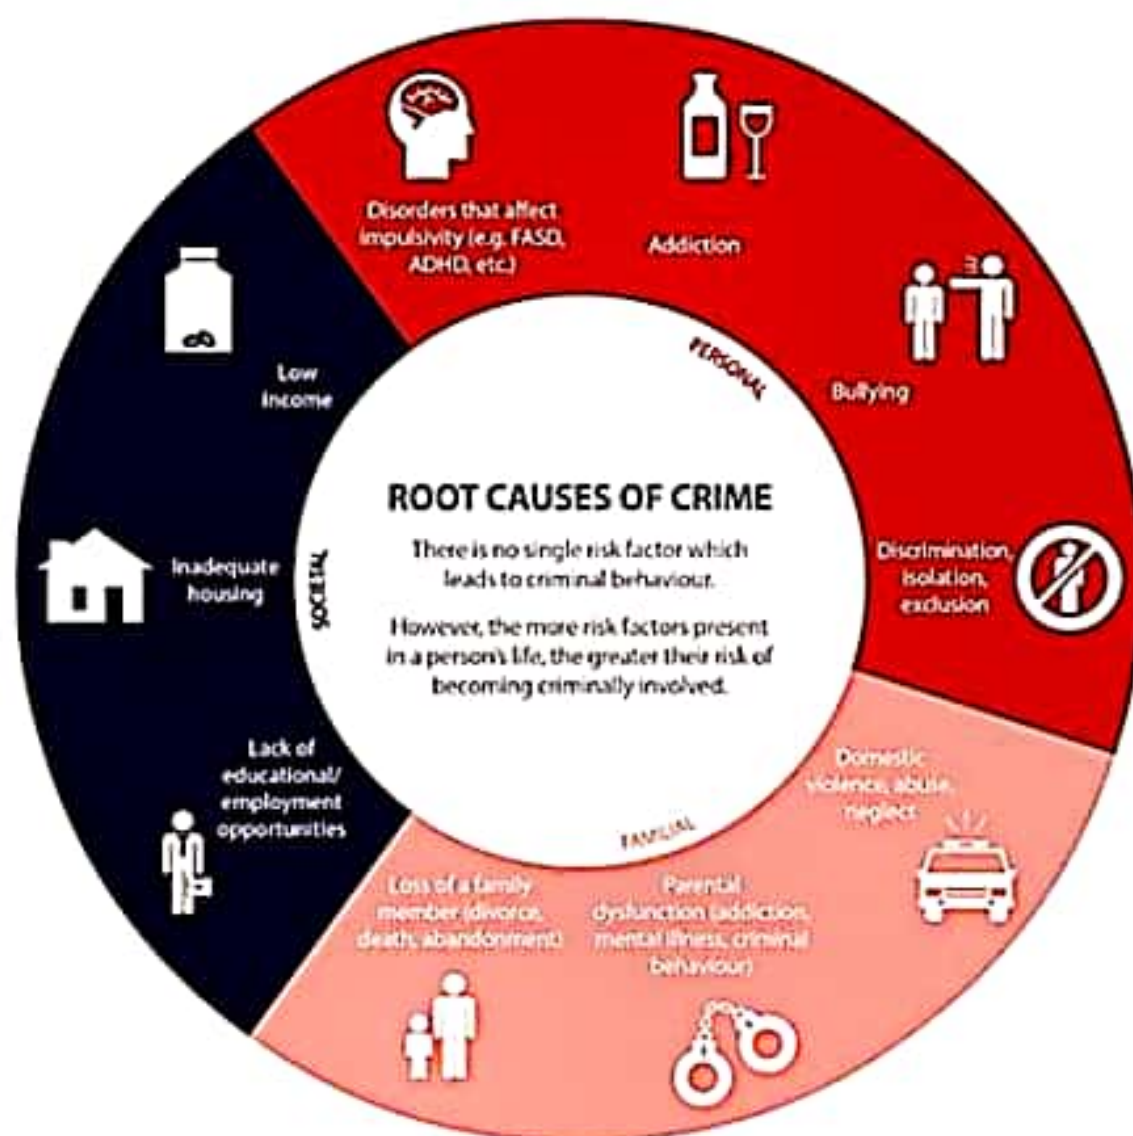 ROOT CAUSES OF CRIME
There is no single risk factor which
leads to criminal behaviour.
However, the more risk factors present
in a person's life, the greater their risk of
becoming criminally involved.
PERSONAL
Disorders that affect
impulsivity (e.g. FASD,
ADHD, etc.)
Addiction
Bullying
Discrimination,
isolation,
exclusion
FAMILIAL
Domestic
violence, abuse,
neglect
Parental
dysfunction (addiction,
mental illness, criminal
behaviour)
Loss of a family
member (divorce,
death, abandonment)
SOCIETAL
Lack of
educational/
employment
opportunities
Inadequate
housing
Low
income